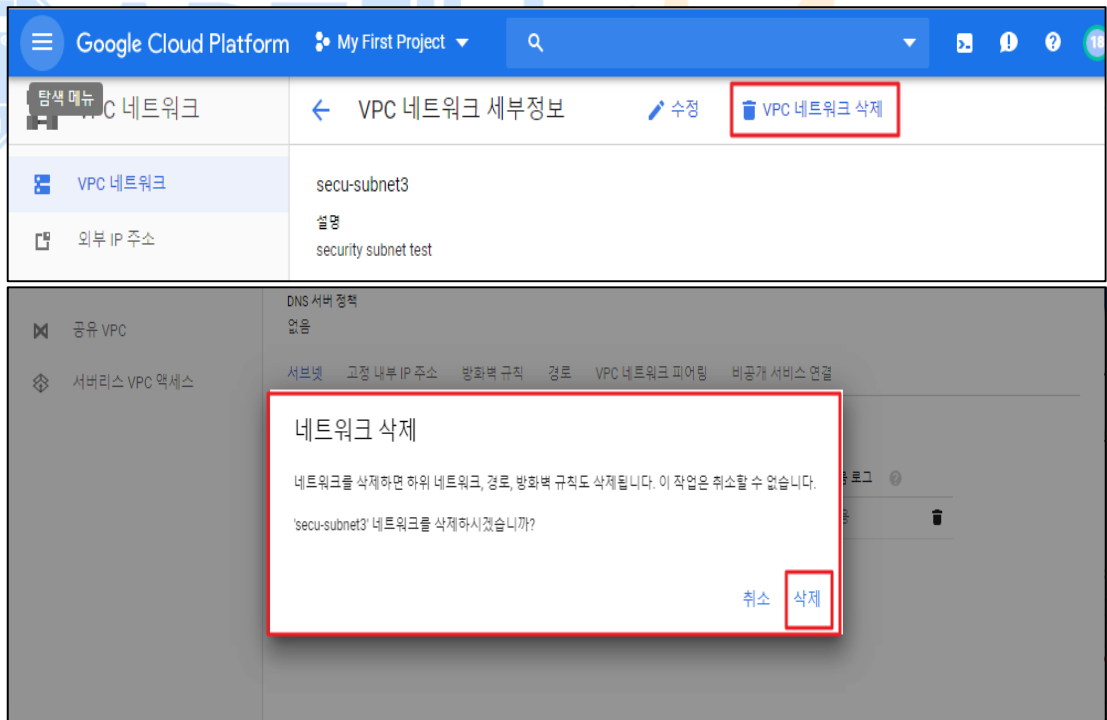 Google Cloud Platform My First Project 18
탐색 메뉴
VPC 네트워크 VPC 네트워크 세부정보 수정 VPC 네트워크 삭제
VPC 네트워크
외부 IP 주소
secu-subnet3
설명
security subnet test
공유 VPC
서버리스 VPC 액세스
DNS 서버 정책
없음
서브넷 고정 내부 IP 주소 방화벽 규칙 경로 VPC 네트워크 피어링 비공개 서비스 연결
로그
네트워크 삭제
네트워크를 삭제하면 하위 네트워크, 경로, 방화벽 규칙도 삭제됩니다. 이 작업은 취소할 수 없습니다.
'secu-subnet3' 네트워크를 삭제하시겠습니까?
취소 삭제